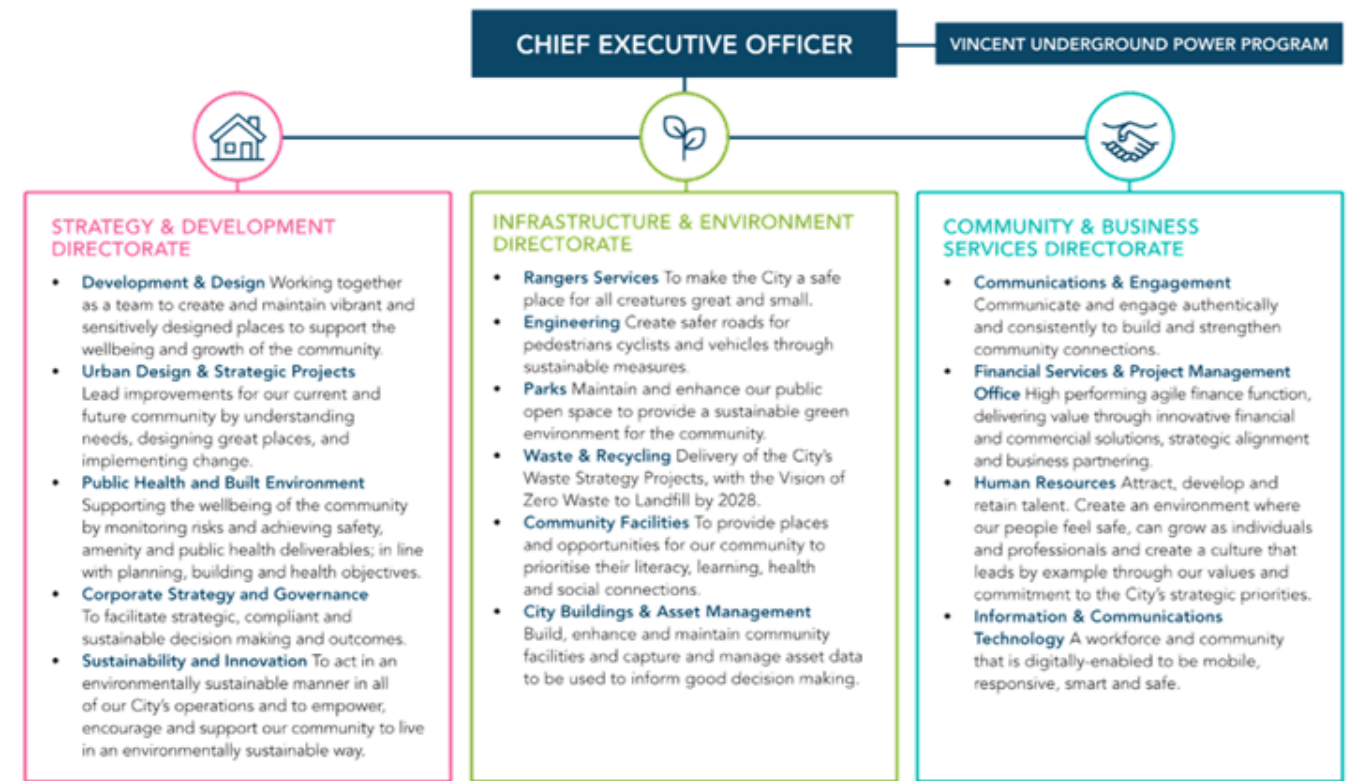 CHIEF EXECUTIVE OFFICER
VINCENT UNDERGROUND POWER PROGRAM
STRATEGY & DEVELOPMENT
DIRECTORATE
• Development & Design Working together
as a team to create and maintain vibrant and
sensitively designed places to support the
wellbeing and growth of the community.
• Urban Design & Strategic Projects
Lead improvements for our current and
future community by understanding
needs, designing great places, and
implementing change.
• Public Health and Built Environment
Supporting the wellbeing of the community
by monitoring risks and achieving safety,
amenity and public health deliverables; in line
with planning, building and health objectives.
• Corporate Strategy and Governance
To facilitate strategic, compliant and
sustainable decision making and outcomes.
• Sustainability and Innovation To act in an
environmentally sustainable manner in all
of our City's operations and to empower,
encourage and support our community to live
in an environmentally sustainable way.
INFRASTRUCTURE & ENVIRONMENT
DIRECTORATE
• Rangers Services To make the City a safe
place for all creatures great and small.
• Engineering Create safer roads for
pedestrians cyclists and vehicles through
sustainable measures.
• Parks Maintain and enhance our public
open space to provide a sustainable green
environment for the community.
• Waste & Recycling Delivery of the City's
Waste Strategy Projects, with the Vision of
Zero Waste to Landfill by 2028.
• Community Facilities To provide places
and opportunities for our community to
prioritise their literacy, learning, health
and social connections.
• City Buildings & Asset Management
Build, enhance and maintain community
facilities and capture and manage asset data
to be used to inform good decision making.
COMMUNITY & BUSINESS
SERVICES DIRECTORATE
• Communications & Engagement
Communicate and engage authentically
and consistently to build and strengthen
community connections.
• Financial Services & Project Management
Office High performing agile finance function,
delivering value through innovative financial
and commercial solutions, strategic alignment
and business partnering.
• Human Resources Attract, develop and
retain talent. Create an environment where
our people feel safe, can grow as individuals
and professionals and create a culture that
leads by example through our values and
commitment to the City's strategic priorities.
• Information & Communications
Technology A workforce and community
that is digitally-enabled to be mobile,
responsive, smart and safe.